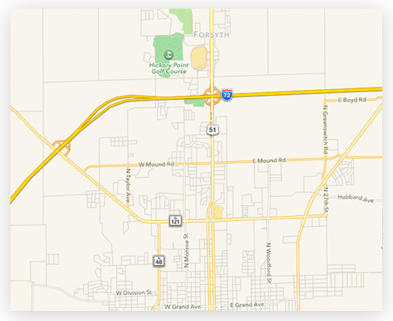 FORSYTH
Hickory Point
Golf Course
72
E Boyd Rd
51
N Greenswitch Rd
W Mound Rd
E Mound Rd
N Taylor Ave
N 27th St
Hubbard Ave
121
N Monroe St
N Woodford St
48
W Division St
W Grand Ave
E Grand Ave